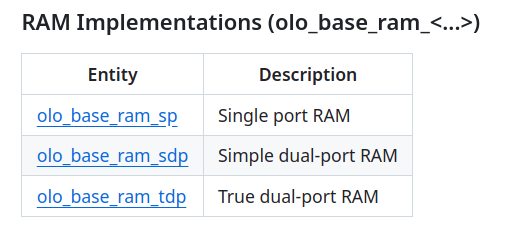 RAM Implementations (olo_base_ram_<...>)
Entity Description
olo_base_ram_sp Single port RAM
olo_base_ram_sdp Simple dual-port RAM
olo_base_ram_tdp True dual-port RAM